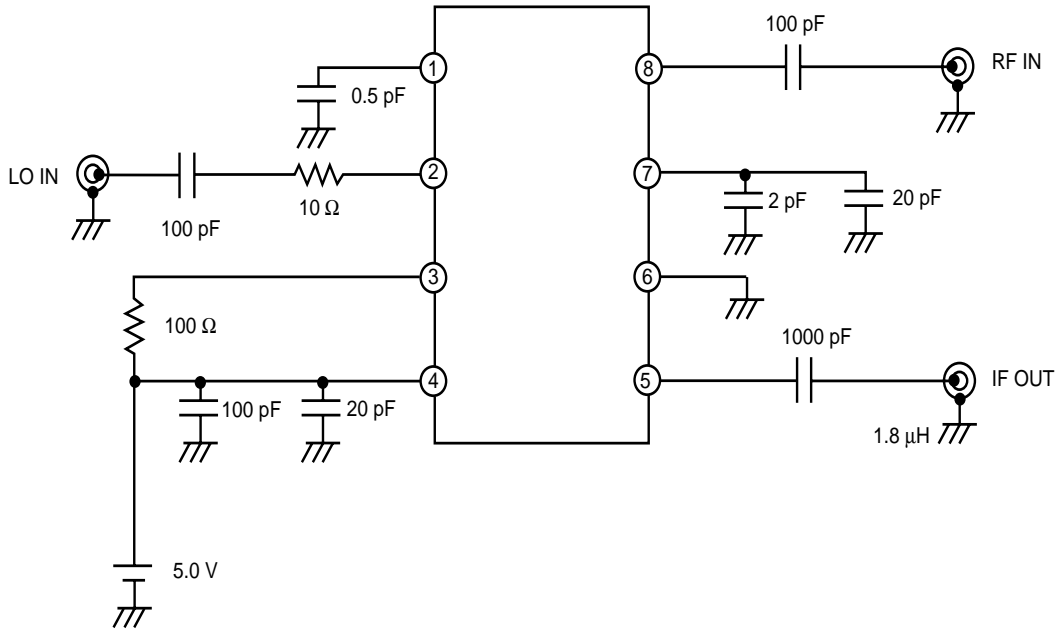 100 pF
RF IN
1
8
0.5 pF
LO IN
2
7
10 Ω
2 pF
20 pF
100 pF
3
6
100 Ω
1000 pF
4
5
IF OUT
100 pF
20 pF
1.8 µH
5.0 V